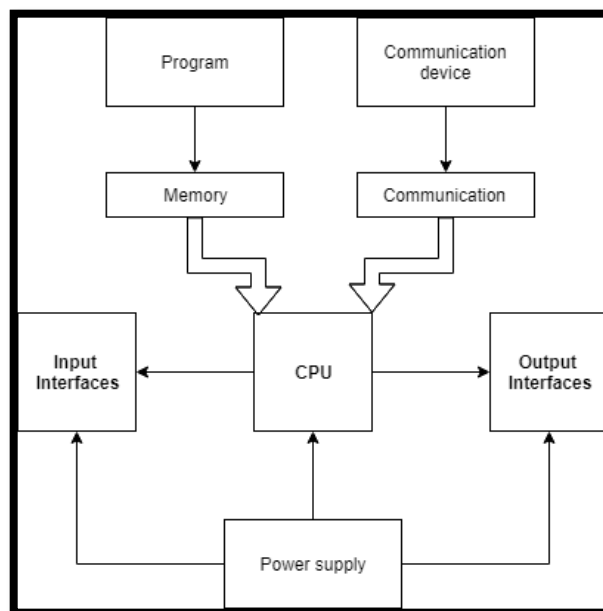 Program
Communication
device
Memory
Communication
Input
Interfaces
CPU
Output
Interfaces
Power supply